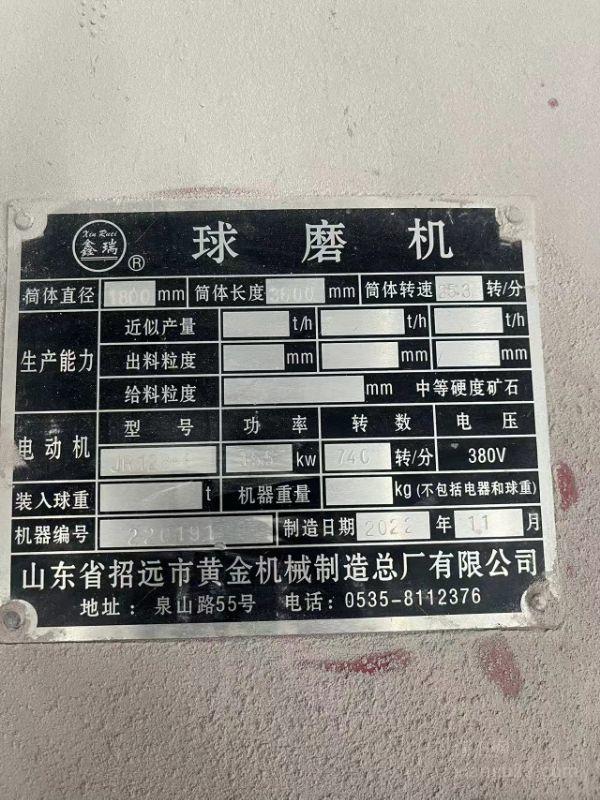 Xin Ruei
鑫瑞
®
球磨机
筒体直径 1800 mm 筒体长度 3600 mm 筒体转速 25.3 转/分
生产能力 近似产量 t/h t/h t/h
出料粒度 mm mm mm
给料粒度 mm 中等硬度矿石
电动机 型号 功率 转数 电压
kw 740 转/分 380V
装入球重 t 机器重量 kg (不包括电器和球重)
机器编号 220191 制造日期 2022 年 11 月
山东省招远市黄金机械制造总厂有限公司
地址：泉山路55号 电话：0535-8112376